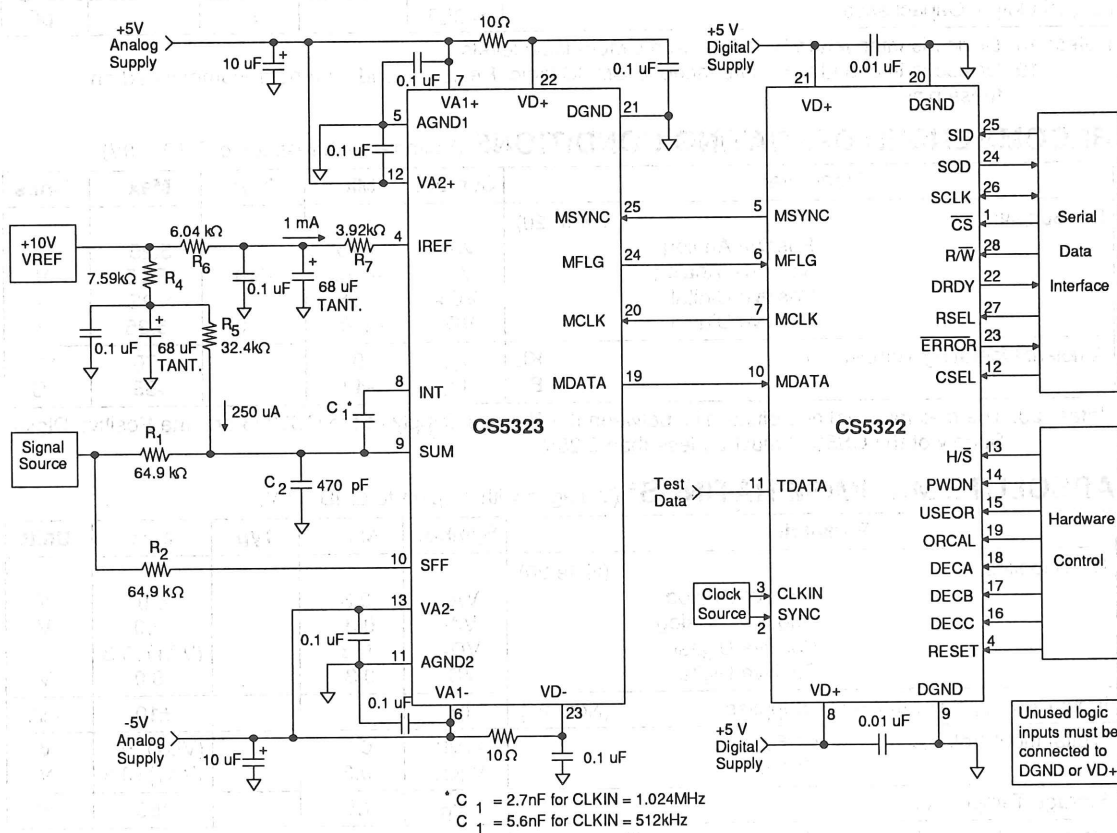 +5V
Analog
Supply
10 uF
+
0.1 uF
10Ω
0.1 uF
7
VA1+
22
VD+
DGND
21
5
AGND1
0.1 uF
12
VA2+
+10V
VREF
6.04 kΩ
R6
1 mA
3.92kΩ
R7
4
IREF
7.59kΩ
R4
0.1 uF
+
68 uF
TANT.
0.1 uF
+
68 uF
TANT.
R5
32.4kΩ
250 uA
8
INT
C1*
9
SUM
Signal
Source
R1
64.9 kΩ
C2
470 pF
R2
64.9 kΩ
10
SFF
13
VA2-
0.1 uF
11
AGND2
0.1 uF
VA1-
6
VD-
23
-5V
Analog
Supply
10 uF
+
10Ω
0.1 uF
CS5323
MSYNC
25
MFLG
24
MCLK
20
MDATA
19
+5 V
Digital
Supply
0.01 uF
21
VD+
20
DGND
5
MSYNC
6
MFLG
7
MCLK
10
MDATA
CS5322
Test
Data
11
TDATA
Clock
Source
3
CLKIN
2
SYNC
SID
25
SOD
24
SCLK
26
CS
1
R/W
28
DRDY
22
RSEL
27
ERROR
23
CSEL
12
Serial
Data
Interface
H/S
13
PWDN
14
USEOR
15
ORCAL
19
DECA
18
DECB
17
DECC
16
RESET
4
Hardware
Control
VD+
8
DGND
9
+5 V
Digital
Supply
0.01 uF
Unused logic
inputs must be
connected to
DGND or VD+
* C1 = 2.7nF for CLKIN = 1.024MHz
C1 = 5.6nF for CLKIN = 512kHz